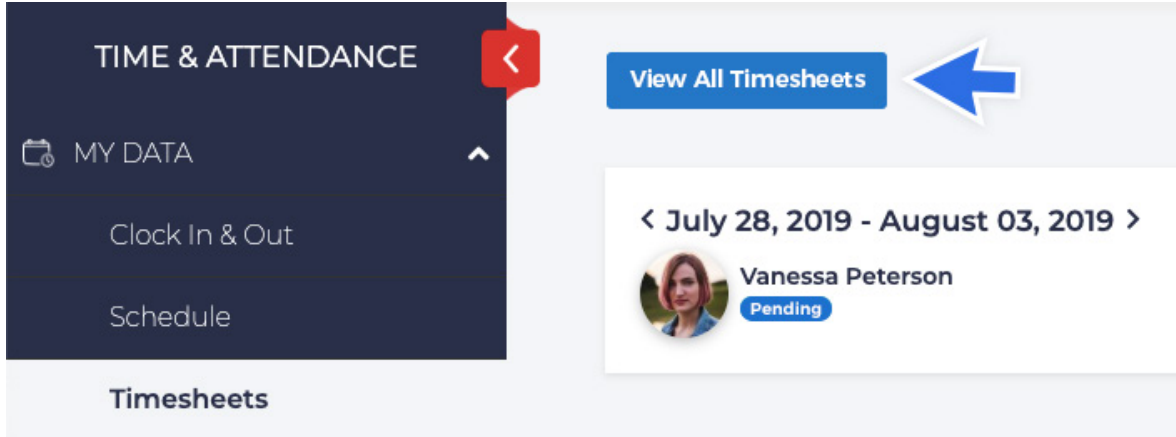 TIME & ATTENDANCE
MY DATA
Clock In & Out
Schedule
Timesheets
View All Timesheets
July 28, 2019 - August 03, 2019
Vanessa Peterson
Pending